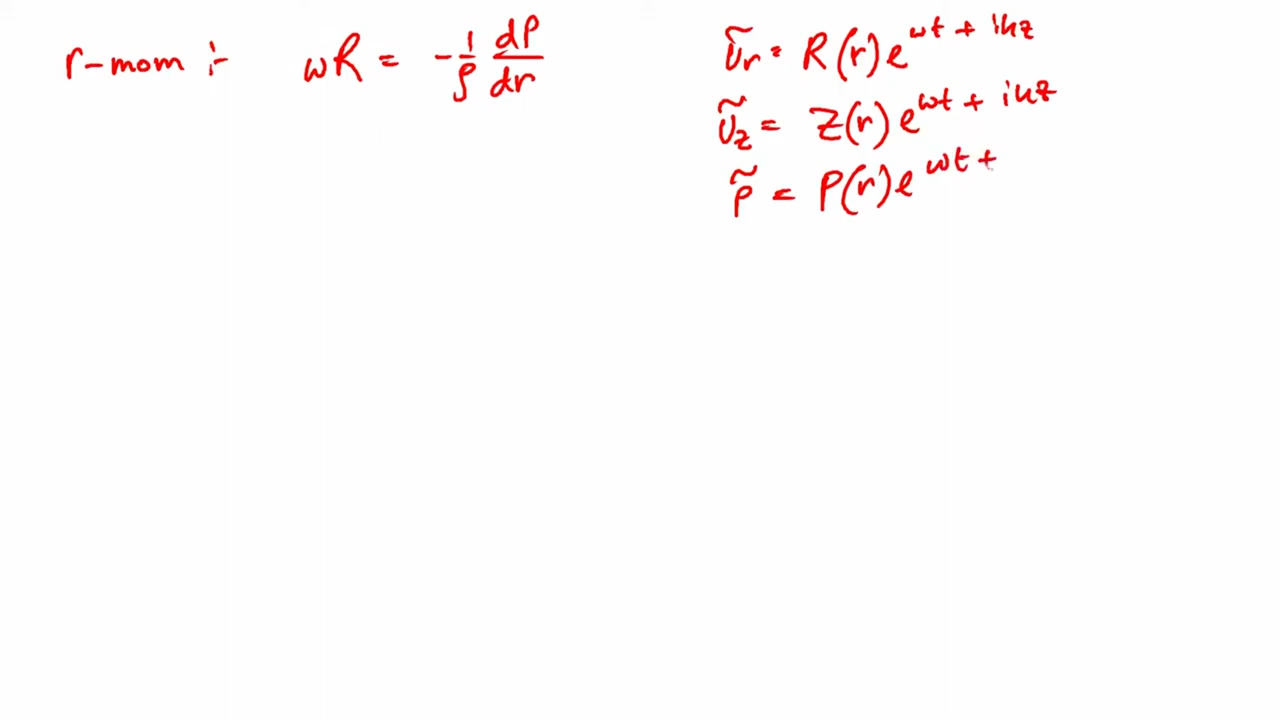 r-mom :- ωR = -1/ρ dP/dr
ũr = R(r)e^{ωt + ikz}
ũz = Z(r)e^{ωt + ikz}
p̃ = P(r)e^{ωt +}